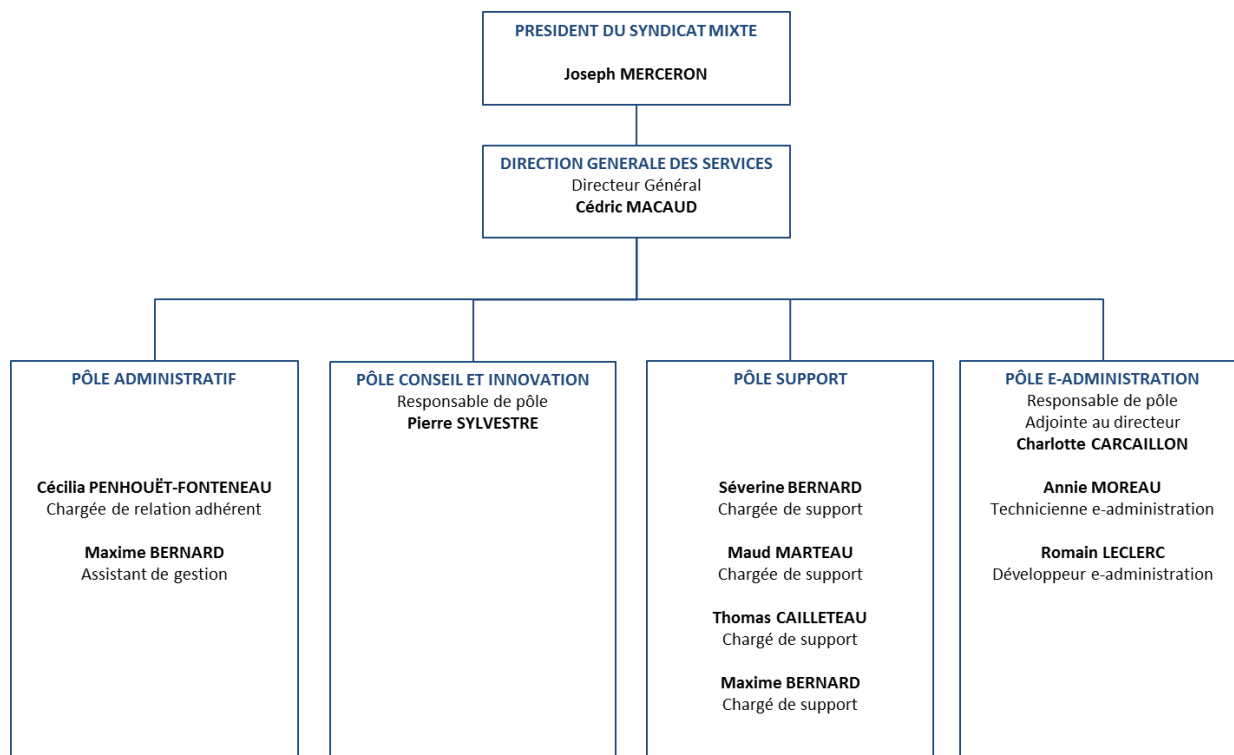 PRESIDENT DU SYNDICAT MIXTE
Joseph MERCERON
DIRECTION GENERALE DES SERVICES
Directeur Général
Cédric MACAUD
PÔLE ADMINISTRATIF
Cécilia PENHOUËT-FONTENEAU
Chargée de relation adhérent
Maxime BERNARD
Assistant de gestion
PÔLE CONSEIL ET INNOVATION
Responsable de pôle
Pierre SYLVESTRE
PÔLE SUPPORT
Séverine BERNARD
Chargée de support
Maud MARTEAU
Chargée de support
Thomas CAILLETEAU
Chargé de support
Maxime BERNARD
Chargé de support
PÔLE E-ADMINISTRATION
Responsable de pôle
Adjointe au directeur
Charlotte CARCAILLON
Annie MOREAU
Technicienne e-administration
Romain LECLERC
Développeur e-administration